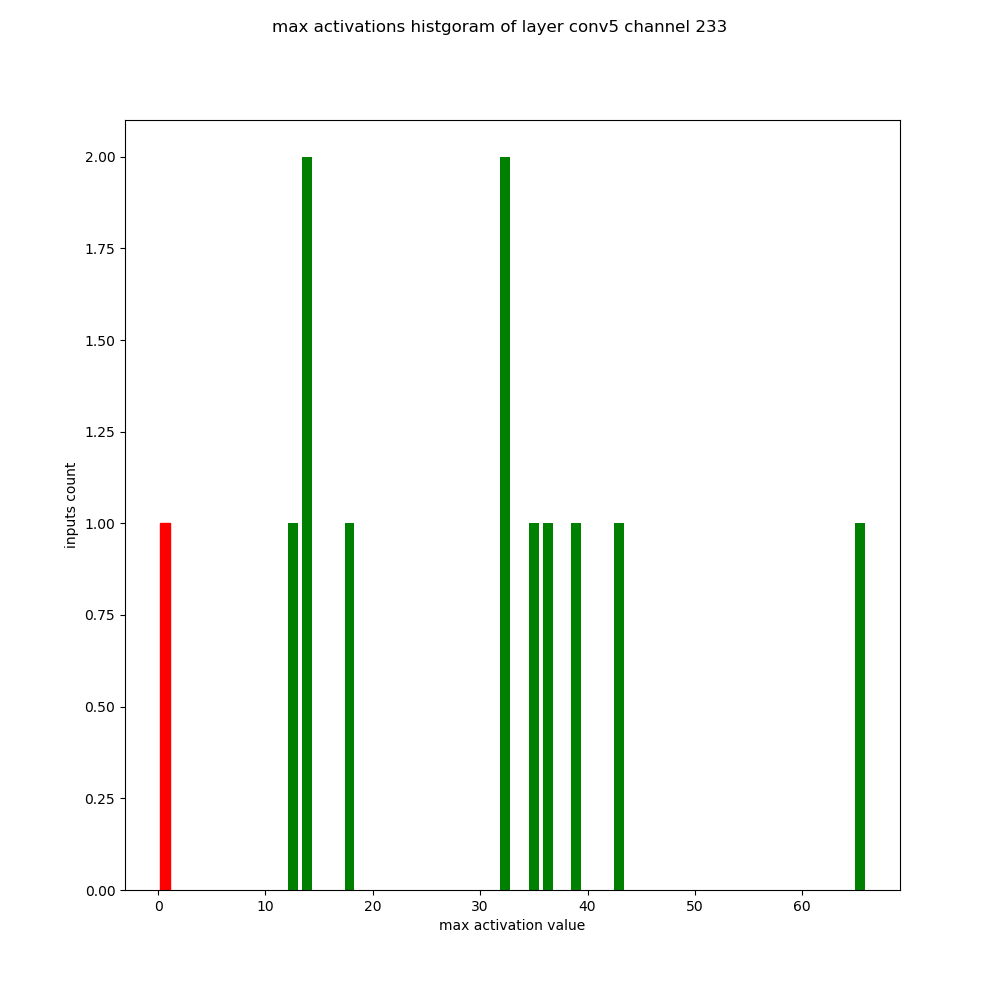 max activations histgoram of layer conv5 channel 233
2.00
1.75
1.50
1.25
1.00
0.75
0.50
0.25
0.00
inputs count
0 10 20 30 40 50 60
max activation value